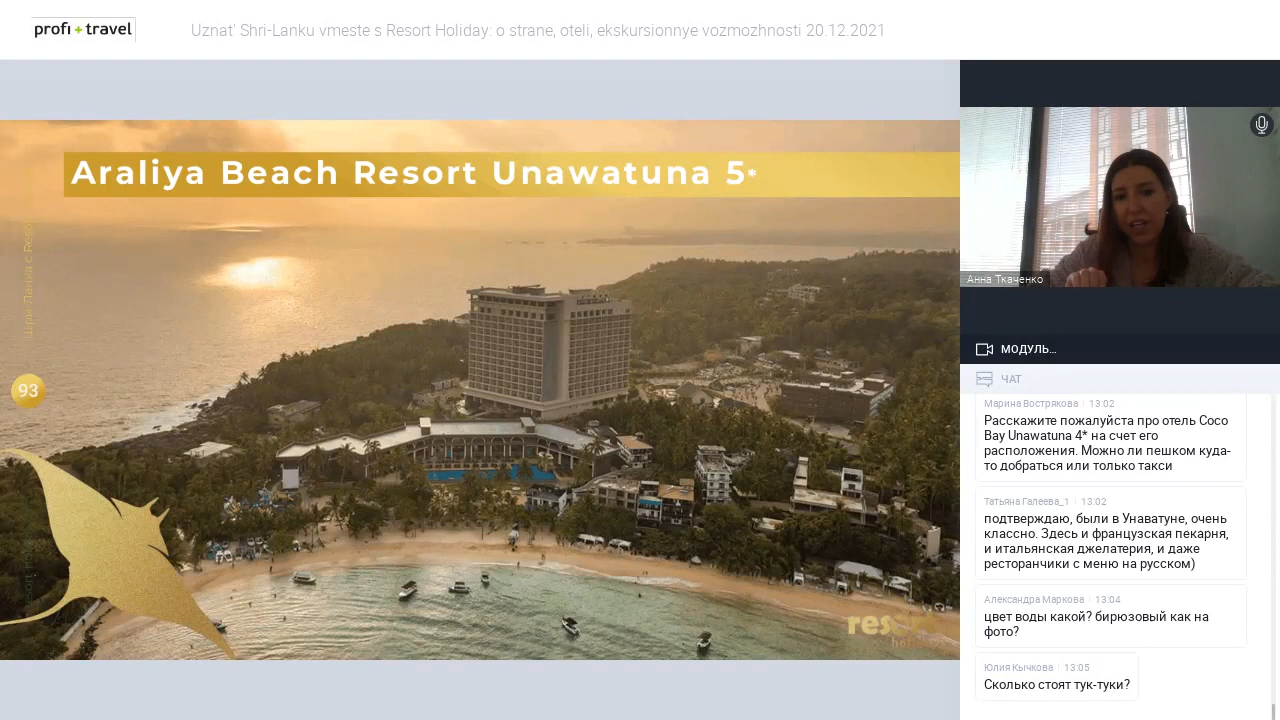 profi travel
Uznat' Shri-Lanku vmeste s Resort Holiday: o strane, oteli, ekskursionnye vozmozhnosti 20.12.2021
Araliya Beach Resort Unawatuna 5*
93
Анна Ткаченко
МОДУЛЬ...
ЧАТ
Марина Вострякова 13:02
Расскажите пожалуйста про отель Coco
Bay Unawatuna 4* на счет его
расположения. Можно ли пешком куда-
то добраться или только такси
Татьяна Галеева_1 13:02
подтверждаю, были в Унаватуне, очень
классно. Здесь и французская пекарня,
и итальянская джелатерия, и даже
ресторанчики с меню на русском)
Александра Маркова 13:04
цвет воды какой? бирюзовый как на
фото?
Юлия Кычкова 13:05
Сколько стоят тук-туки?